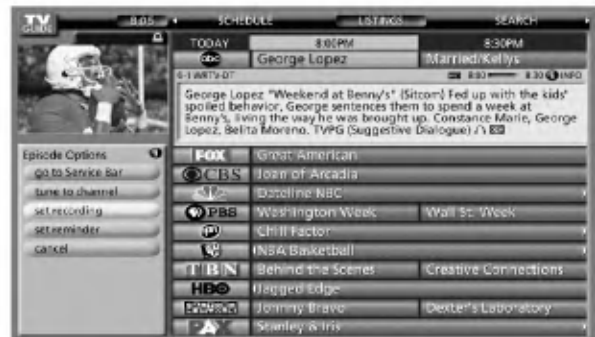 TV GUIDE 8:05 SCHEDULE LISTINGS SEARCH
TODAY 8:00PM 8:30PM
abc George Lopez Married/Kellys
6-1 WRTV-DT 8:00 8:30 INFO
George Lopez "Weekend at Benny's" (Sitcom) Fed up with the kids'
spoiled behavior, George sentences them to spend a week at
Benny's, living the way he was brought up. Constance Marie, George
Lopez, Belita Moreno. TVPG (Suggestive Dialogue)
Episode Options
go to Service Bar
tune to channel
set recording
set reminder
cancel
FOX Great American
CBS Joan of Arcadia
Dateline NBC
PBS Washington Week Wall St. Week
Chill Factor
NBA Basketball
TBN Behind the Scenes Creative Connections
HBO Jagged Edge
Johnny Bravo Dexter's Laboratory
PAX Stanley & Iris